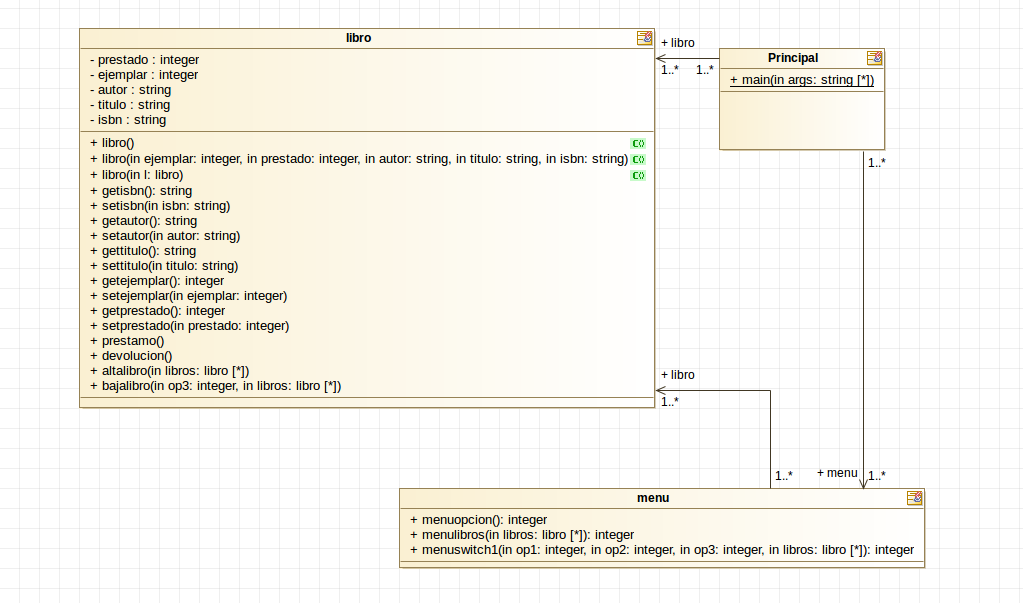 libro
- prestado : integer
- ejemplar : integer
- autor : string
- titulo : string
- isbn : string
+ libro()
+ libro(in ejemplar: integer, in prestado: integer, in autor: string, in titulo: string, in isbn: string)
+ libro(in l: libro)
+ getisbn(): string
+ setisbn(in isbn: string)
+ getautor(): string
+ setautor(in autor: string)
+ gettitulo(): string
+ settitulo(in titulo: string)
+ getejemplar(): integer
+ setejemplar(in ejemplar: integer)
+ getprestado(): integer
+ setprestado(in prestado: integer)
+ prestamo()
+ devolucion()
+ altalibro(in libros: libro [*])
+ bajalibro(in op3: integer, in libros: libro [*])
+ libro
1..*
1..*
Principal
+ main(in args: string [*])
1..*
+ libro
1..*
1..*
+ menu
1..*
menu
+ menuopcion(): integer
+ menulibros(in libros: libro [*]): integer
+ menuswitch1(in op1: integer, in op2: integer, in op3: integer, in libros: libro [*]): integer